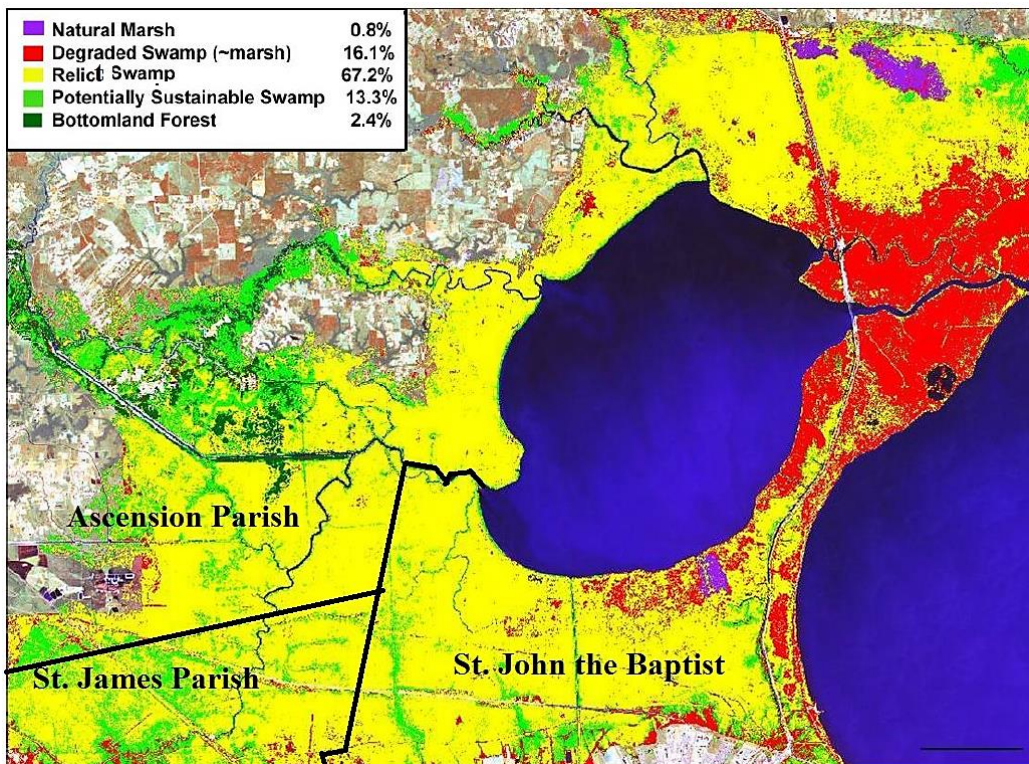 Natural Marsh 0.8%
Degraded Swamp (~marsh) 16.1%
Relict Swamp 67.2%
Potentially Sustainable Swamp 13.3%
Bottomland Forest 2.4%
Ascension Parish
St. James Parish
St. John the Baptist